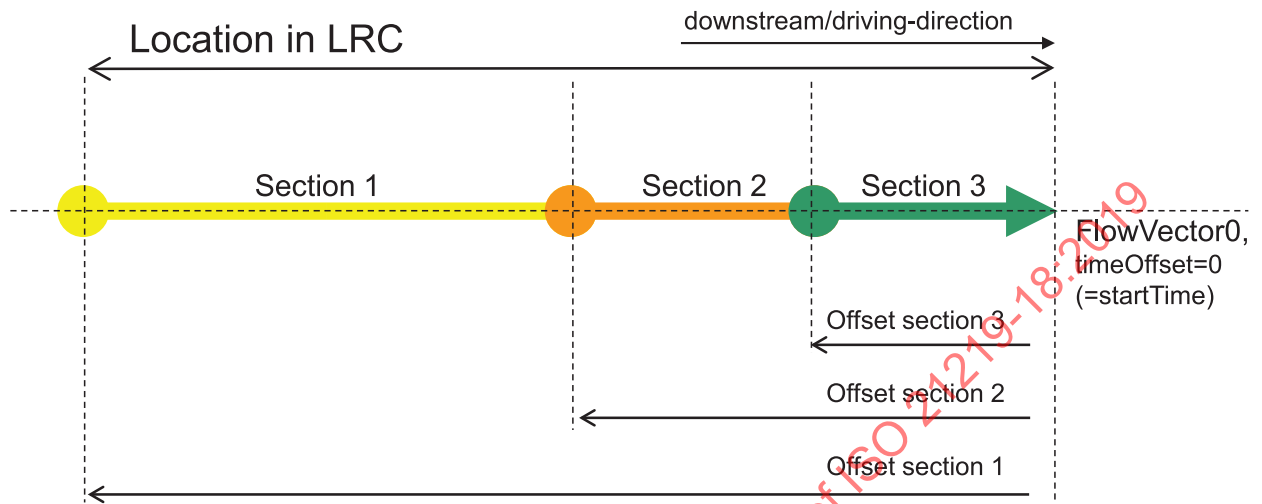 downstream/driving-direction
Location in LRC
Section 1
Section 2
Section 3
FlowVector0,
timeOffset=0
(=startTime)
Offset section 3
Offset section 2
Offset section 1
of ISO 21219-18:2019